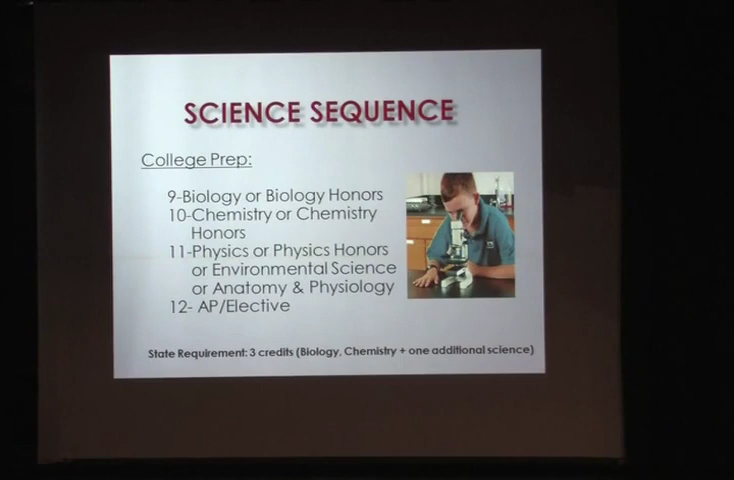 SCIENCE SEQUENCE
College Prep:
9-Biology or Biology Honors
10-Chemistry or Chemistry
Honors
11-Physics or Physics Honors
or Environmental Science
or Anatomy & Physiology
12- AP/Elective
State Requirement: 3 credits (Biology, Chemistry + one additional science)